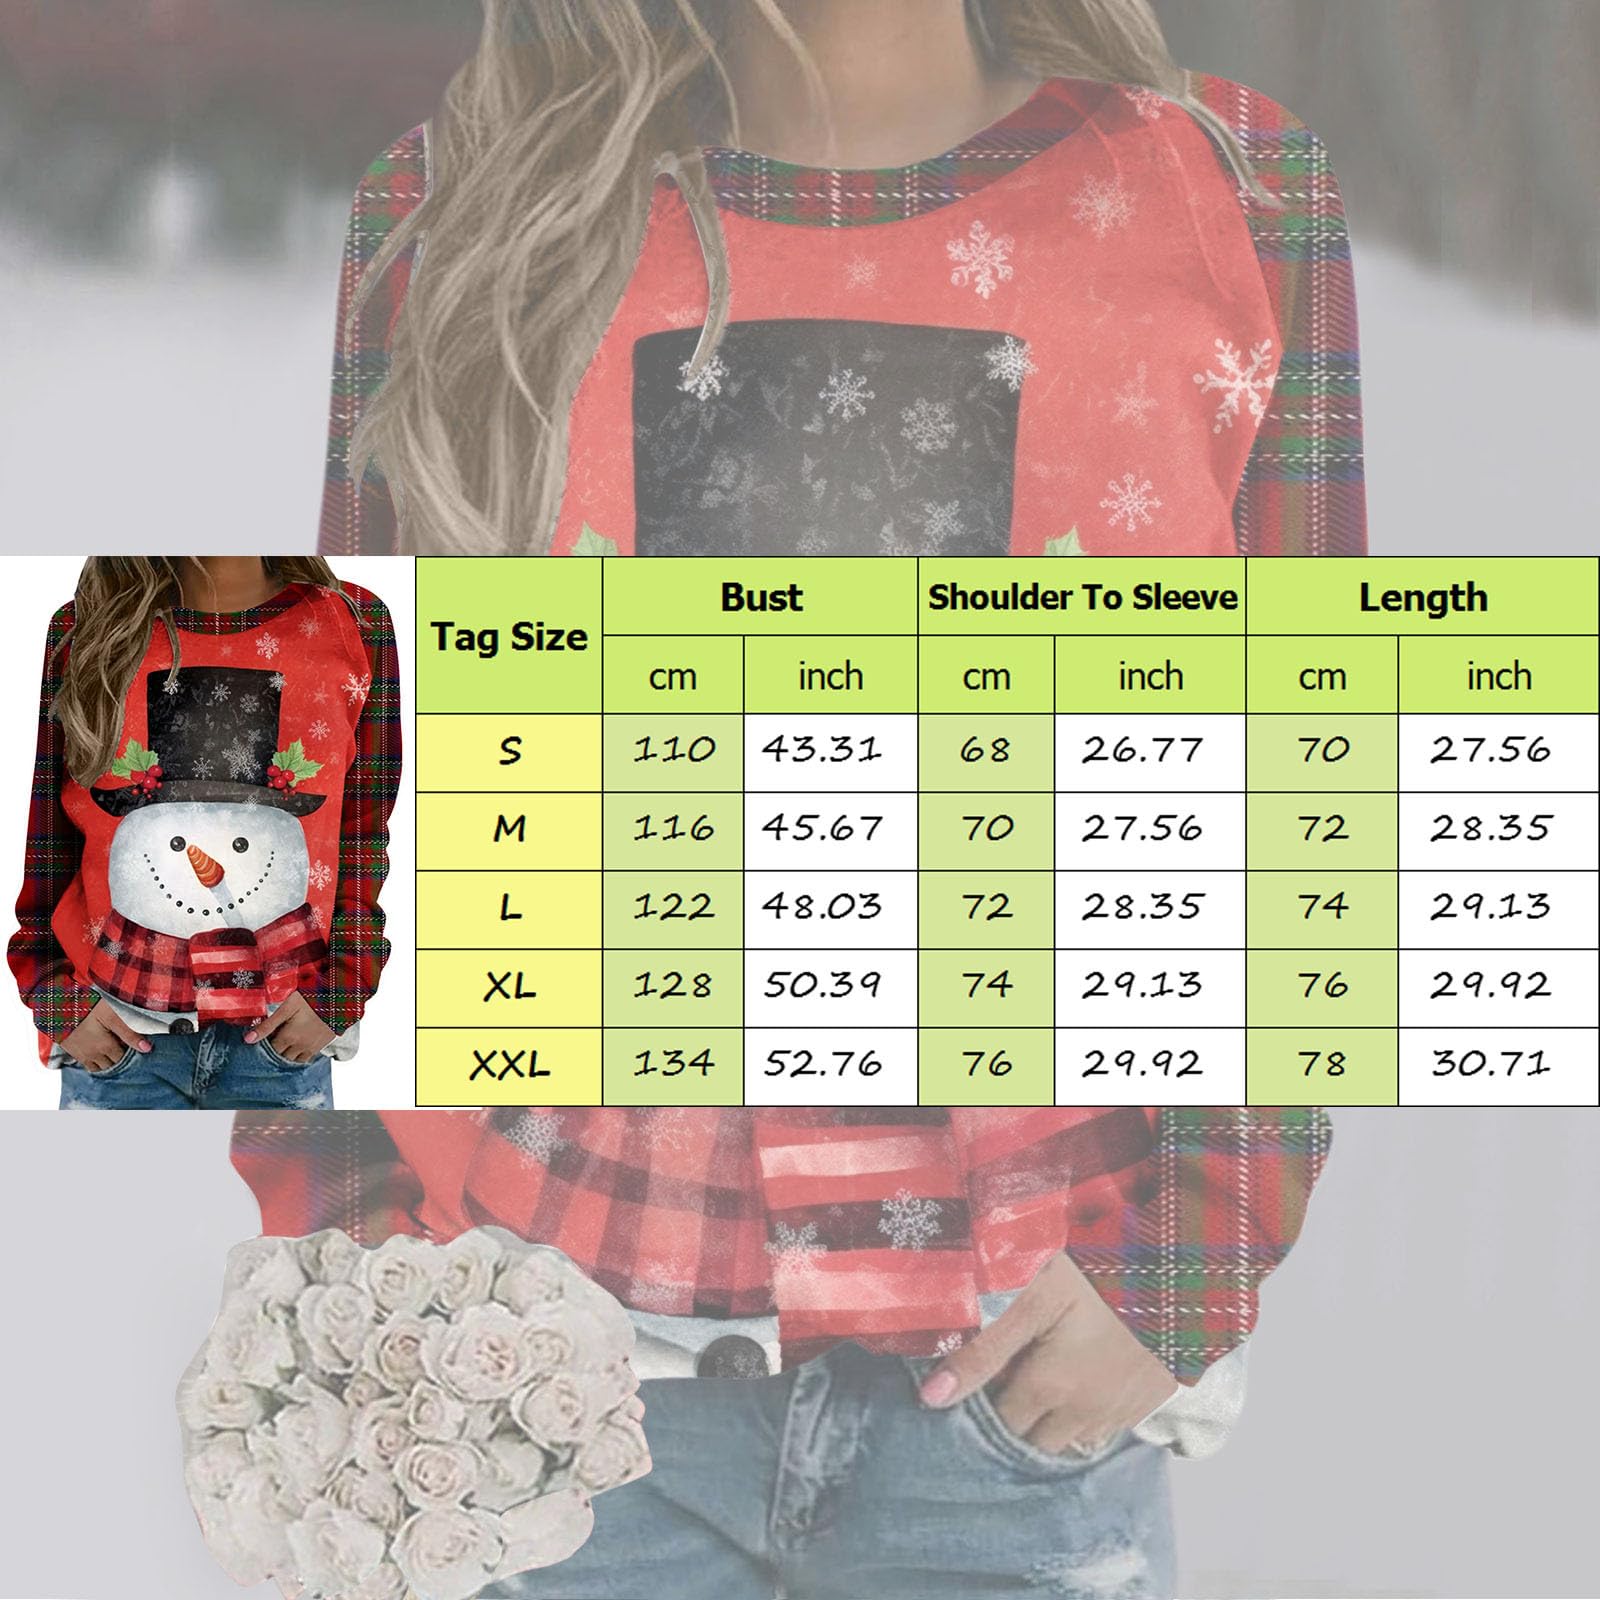 Tag Size Bust Shoulder To Sleeve Length
cm inch cm inch cm inch
S 110 43.31 68 26.77 70 27.56
M 116 45.67 70 27.56 72 28.35
L 122 48.03 72 28.35 74 29.13
XL 128 50.39 74 29.13 76 29.92
XXL 134 52.76 76 29.92 78 30.71